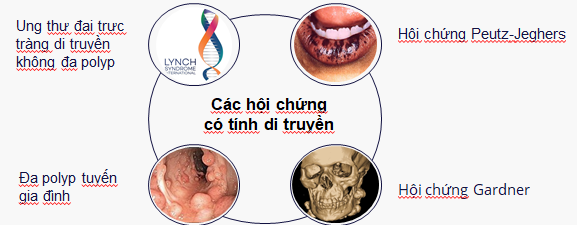 Ung thư đại trực
tràng di truyền
không đa polyp
LYNCH
SYNDROME
INTERNATIONAL
Hội chứng Peutz-Jeghers
Các hội chứng
có tính di truyền
Đa polyp tuyến
gia đình
Hội chứng Gardner